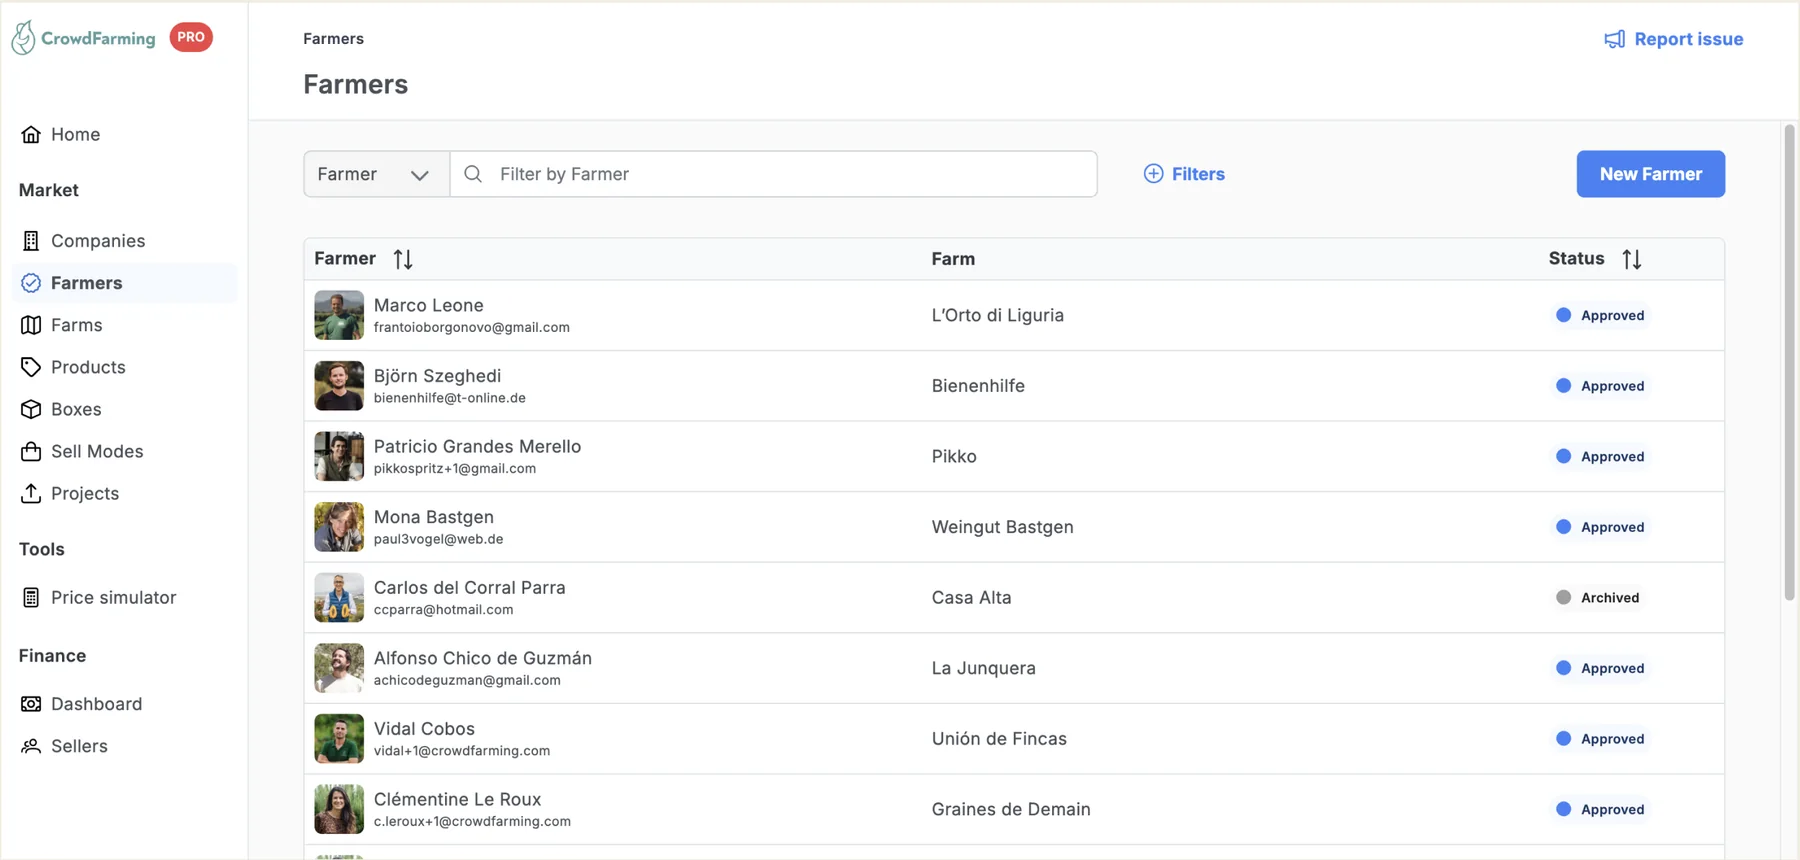 CrowdFarming PRO
Home
Market
Companies
Farmers
Farms
Products
Boxes
Sell Modes
Projects
Tools
Price simulator
Finance
Dashboard
Sellers
Farmers
Report issue
Farmers
Farmer
Filter by Farmer
Filters
New Farmer
Farmer Farm Status
Marco Leone
frantoioborgonovo@gmail.com
L’Orto di Liguria
Approved
Björn Szeghedi
bienenhilfe@t-online.de
Bienenhilfe
Approved
Patricio Grandes Merello
pikkospritz+1@gmail.com
Pikko
Approved
Mona Bastgen
paul3vogel@web.de
Weingut Bastgen
Approved
Carlos del Corral Parra
ccparra@hotmail.com
Casa Alta
Archived
Alfonso Chico de Guzmán
achicodeguzman@gmail.com
La Junquera
Approved
Vidal Cobos
vidal+1@crowdfarming.com
Unión de Fincas
Approved
Clémentine Le Roux
c.leroux+1@crowdfarming.com
Graines de Demain
Approved